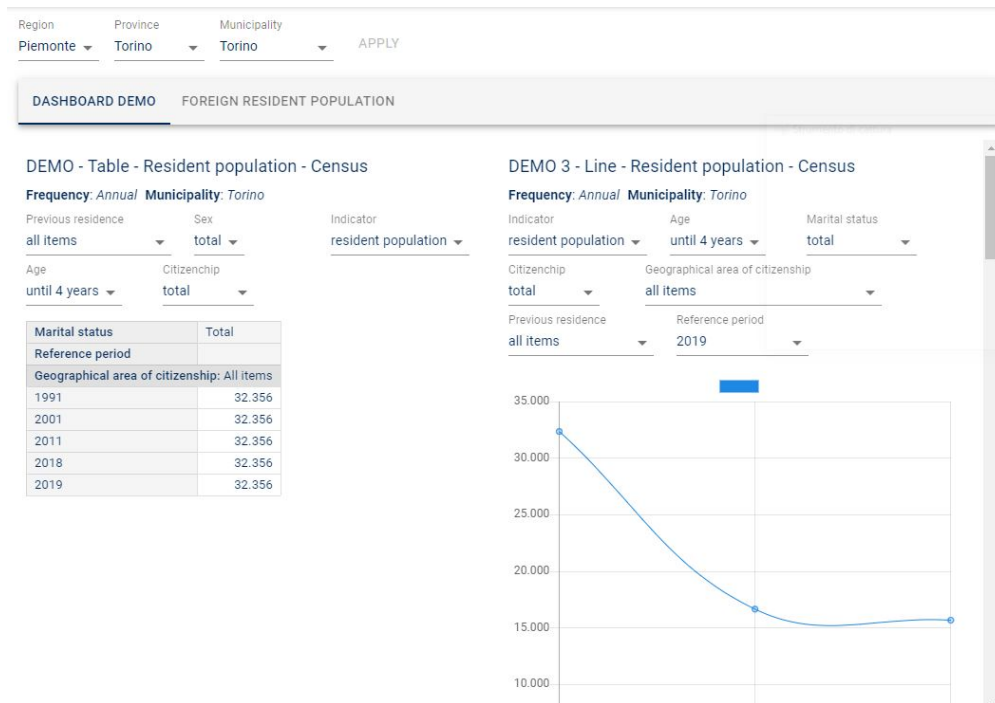 Region Province Municipality
Piemonte Torino Torino APPLY
DASHBOARD DEMO FOREIGN RESIDENT POPULATION
DEMO - Table - Resident population - Census
Frequency: Annual Municipality: Torino
Previous residence Sex Indicator
all items total resident population
Age Citizenchip
until 4 years total
Marital status Total
Reference period
Geographical area of citizenship: All items
1991 32.356
2001 32.356
2011 32.356
2018 32.356
2019 32.356
DEMO 3 - Line - Resident population - Census
Frequency: Annual Municipality: Torino
Indicator Age Marital status
resident population until 4 years total
Citizenchip Geographical area of citizenship
total all items
Previous residence Reference period
all items 2019
35.000
30.000
25.000
20.000
15.000
10.000